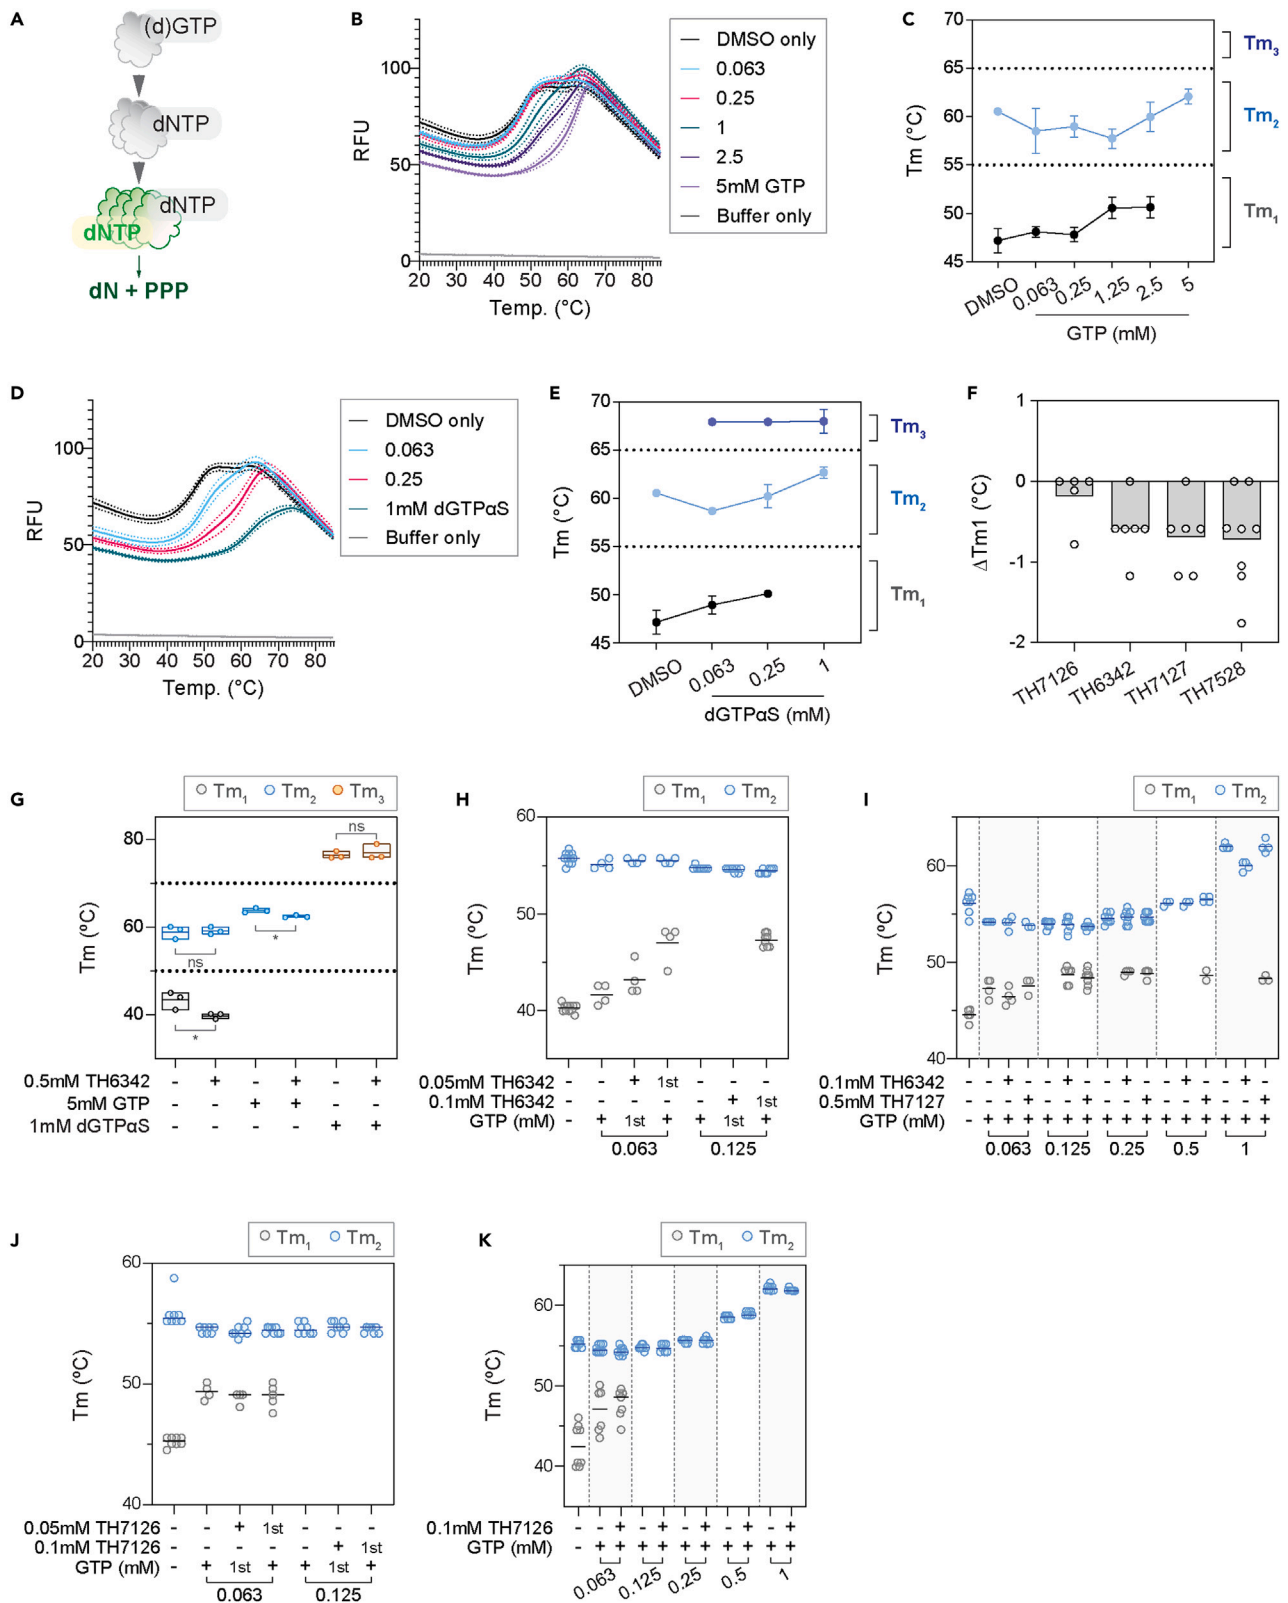 A
(d)GTP
dNTP
dNTP
dNTP
dN + PPP
B
RFU
100
50
0
20 30 40 50 60 70 80
Temp. (°C)
DMSO only
0.063
0.25
1
2.5
5mM GTP
Buffer only
C
Tm (°C)
70
65
60
55
50
45
DMSO 0.063 0.25 1.25 2.5 5
GTP (mM)
Tm3
Tm2
Tm1
D
RFU
100
50
0
20 30 40 50 60 70 80
Temp. (°C)
DMSO only
0.063
0.25
1mM dGTPαS
Buffer only
E
Tm (°C)
70
65
60
55
50
45
DMSO 0.063 0.25 1
dGTPαS (mM)
Tm3
Tm2
Tm1
F
ΔTm1 (°C)
1
0
-1
-2
TH7126 TH6342 TH7127 TH7528
G
Tm1 Tm2 Tm3
Tm (ºC)
80
60
40
ns
ns
*
*
0.5mM TH6342 - + - + - +
5mM GTP - - + + - -
1mM dGTPαS - - - - + +
H
Tm1 Tm2
Tm (ºC)
60
50
40
0.05mM TH6342 - - + 1st - - -
0.1mM TH6342 - - - - - + 1st
GTP (mM) - + 1st + + 1st +
0.063 0.125
I
Tm1 Tm2
Tm (ºC)
60
50
40
0.1mM TH6342 - - + - - + - - + - - + - - + -
0.5mM TH7127 - - - + - - + - - + - - + - - +
GTP (mM) - + + + + + + + + + + + + + + +
0.063 0.125 0.25 0.5 1
J
Tm1 Tm2
Tm (ºC)
60
50
40
0.05mM TH7126 - - + 1st - - -
0.1mM TH7126 - - - - - + 1st
GTP (mM) - + 1st + + 1st +
0.063 0.125
K
Tm1 Tm2
Tm (ºC)
60
50
40
0.1mM TH7126 - - + - + - + - + - +
GTP (mM) - + + + + + + + + + +
0.063 0.125 0.25 0.5 1